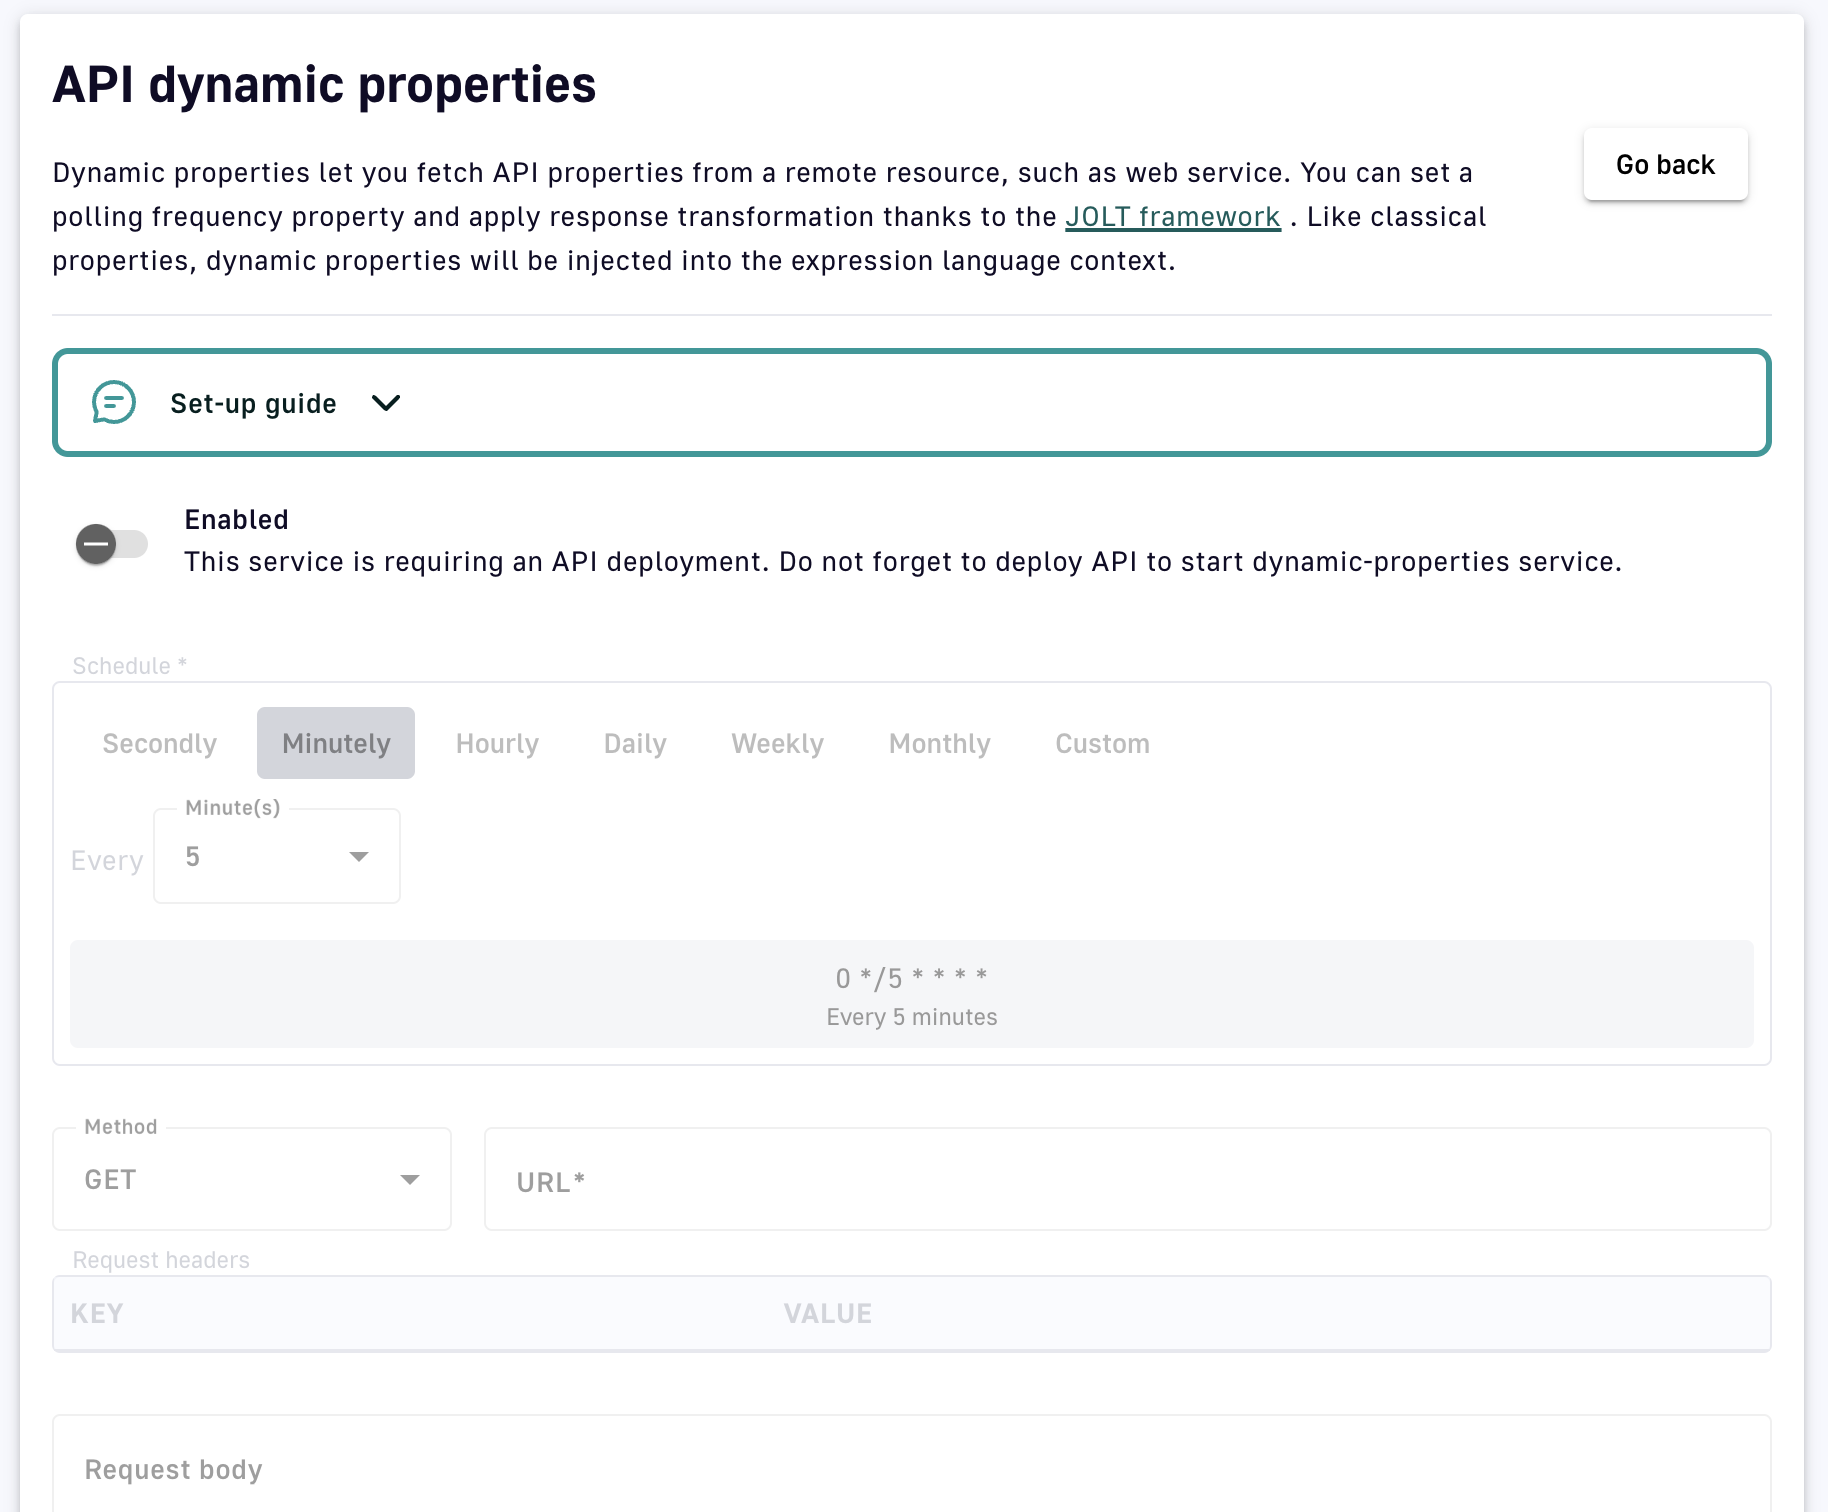 API dynamic properties
Dynamic properties let you fetch API properties from a remote resource, such as web service. You can set a
polling frequency property and apply response transformation thanks to the JOLT framework . Like classical
properties, dynamic properties will be injected into the expression language context.
Go back
Set-up guide
Enabled
This service is requiring an API deployment. Do not forget to deploy API to start dynamic-properties service.
Schedule *
Secondly Minutely Hourly Daily Weekly Monthly Custom
Minute(s)
Every 5
0 */5 * * * *
Every 5 minutes
Method
GET URL*
Request headers
KEY VALUE
Request body